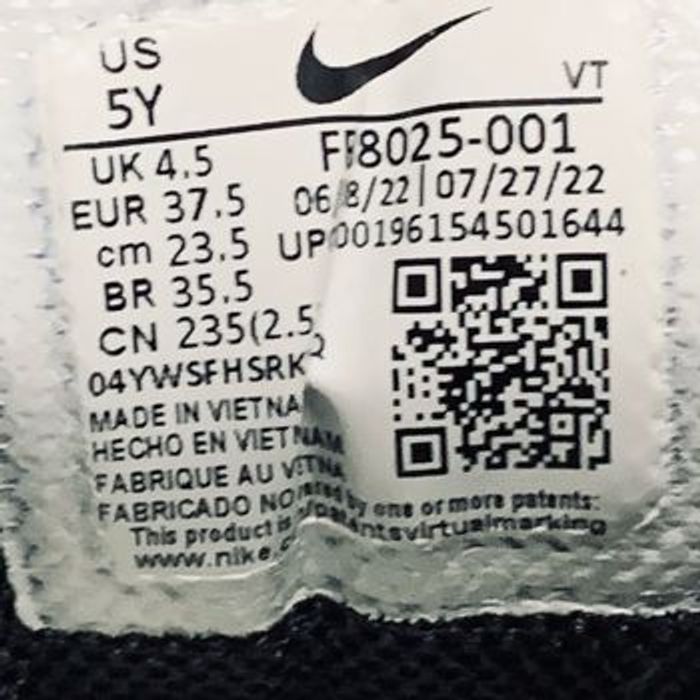 US
5Y
VT
UK 4.5
EUR 37.5
cm 23.5
BR 35.5
CN 235(2.5
04YWSFHSRK
MADE IN VIETNA
HECHO EN VIETNAM
FABRIQUE AU VIETNA
FABRICADO NO
8025-001
07/27/22
00196154501644
This product is by one or more patents:
www.nike.